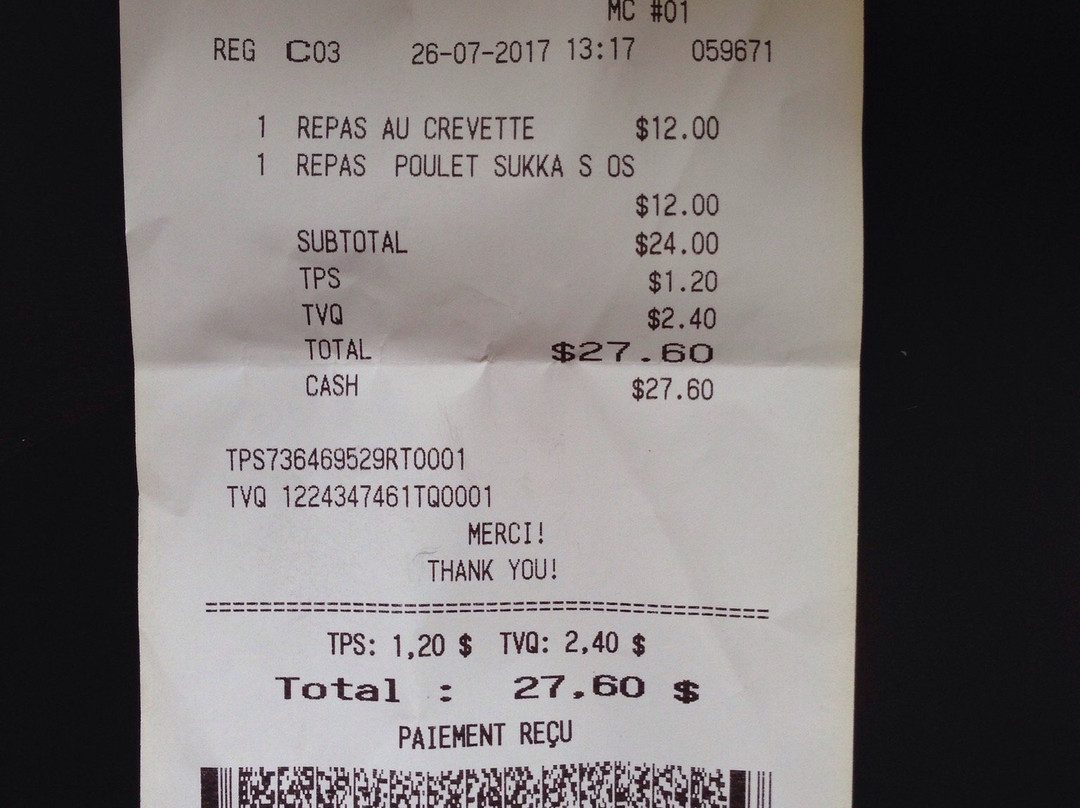 MC #01
REG C03 26-07-2017 13:17 059671
1 REPAS AU CREVETTE $12.00
1 REPAS POULET SUKKA S OS
$12.00
SUBTOTAL $24.00
TPS $1.20
TVQ $2.40
TOTAL $27.60
CASH $27.60
TPS736469529RT0001
TVQ 1224347461TQ0001
MERCI!
THANK YOU!
==========================================
TPS: 1,20 $ TVQ: 2,40 $
Total : 27,60 $
PAIEMENT REÇU